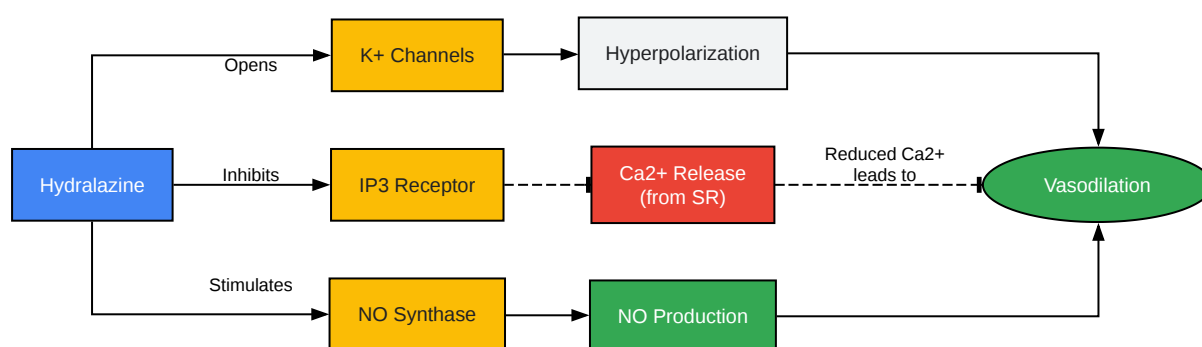 K+ Channels
Hyperpolarization
Opens
Hydralazine
Inhibits
IP3 Receptor
Ca2+ Release
(from SR)
Reduced Ca2+
leads to
Vasodilation
Stimulates
NO Synthase
NO Production